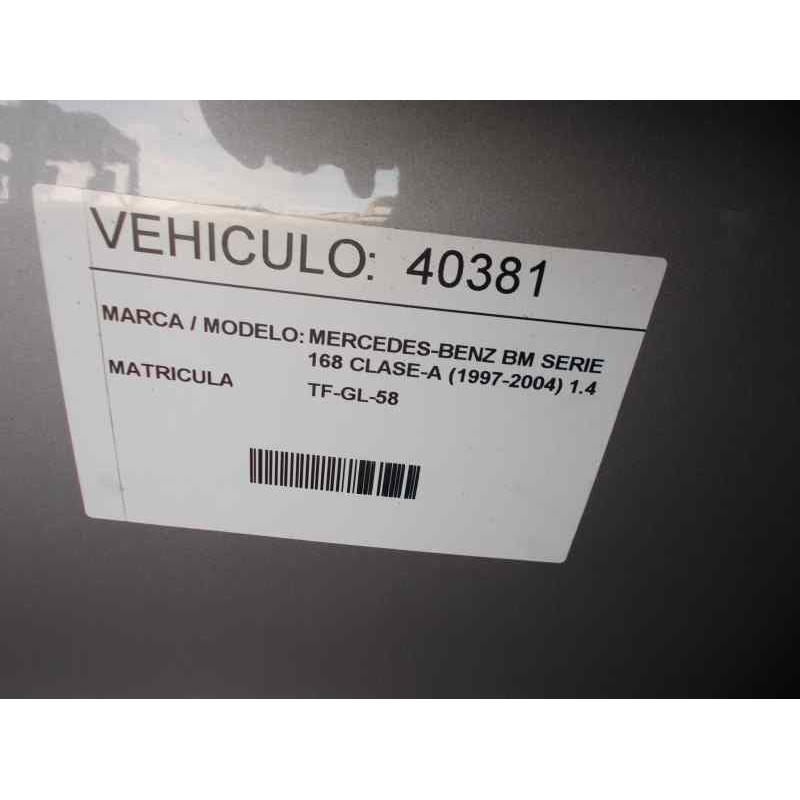 VEHICULO: 40381
MARCA / MODELO: MERCEDES-BENZ BM SERIE
168 CLASE-A (1997-2004) 1.4
MATRICULA TF-GL-58